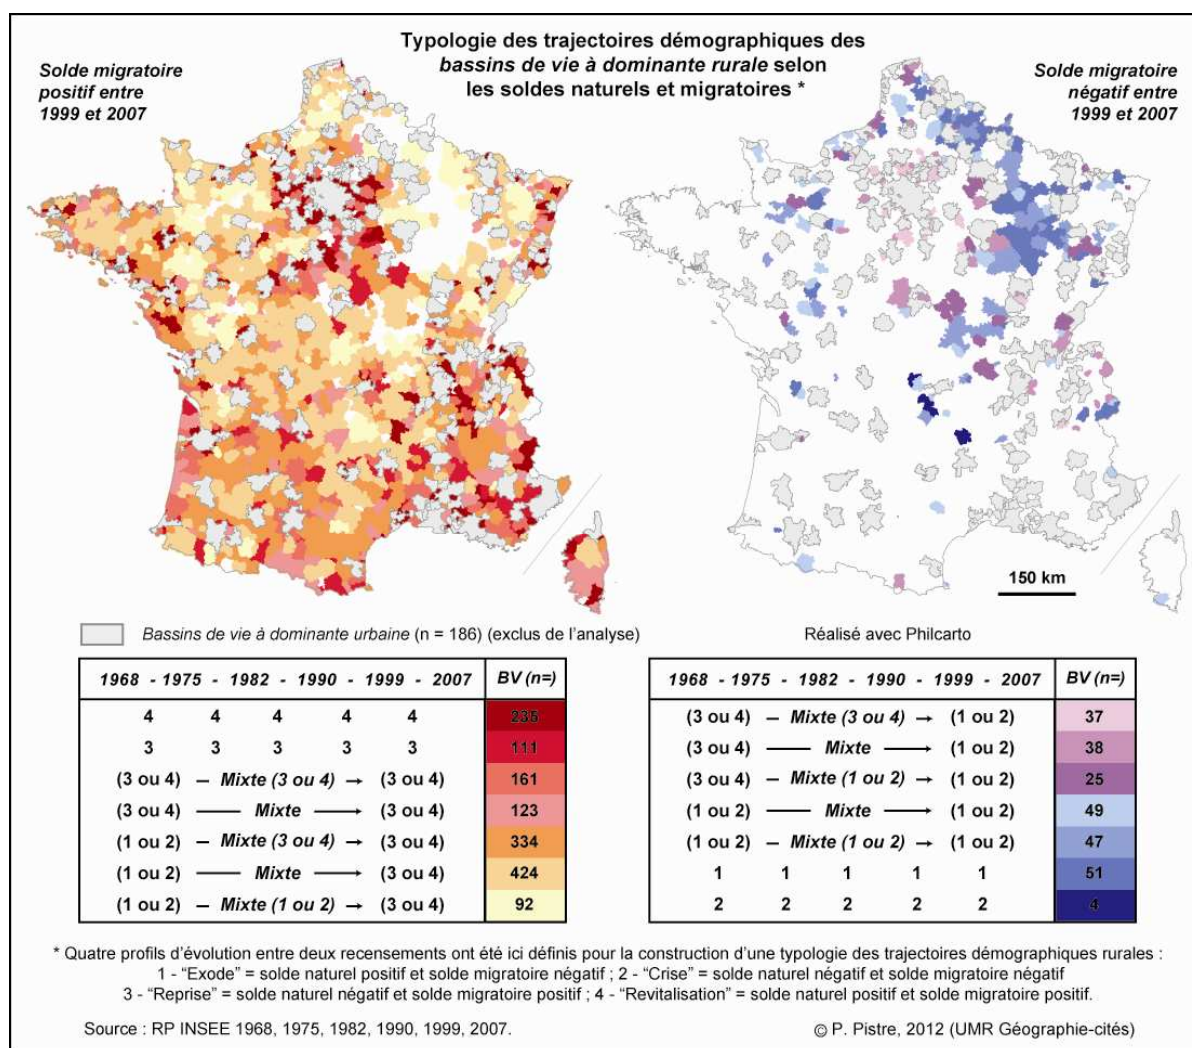 Typologie des trajectoires démographiques des
bassins de vie à dominante rurale selon
les soldes naturels et migratoires *
Solde migratoire
positif entre
1999 et 2007
Solde migratoire
négatif entre
1999 et 2007
150 km
Bassins de vie à dominante urbaine (n = 186) (exclus de l'analyse)
Réalisé avec Philcarto
1968 - 1975 - 1982 - 1990 - 1999 - 2007 BV (n=)
4 4 4 4 4 235
3 3 3 3 3 111
(3 ou 4) – Mixte (3 ou 4) → (3 ou 4) 161
(3 ou 4) —— Mixte ——→ (3 ou 4) 123
(1 ou 2) – Mixte (3 ou 4) → (3 ou 4) 334
(1 ou 2) —— Mixte ——→ (3 ou 4) 424
(1 ou 2) – Mixte (1 ou 2) → (3 ou 4) 92
1968 - 1975 - 1982 - 1990 - 1999 - 2007 BV (n=)
(3 ou 4) – Mixte (3 ou 4) → (1 ou 2) 37
(3 ou 4) —— Mixte ——→ (1 ou 2) 38
(3 ou 4) – Mixte (1 ou 2) → (1 ou 2) 25
(1 ou 2) —— Mixte ——→ (1 ou 2) 49
(1 ou 2) – Mixte (1 ou 2) → (1 ou 2) 47
1 1 1 1 1 51
2 2 2 2 2 4
* Quatre profils d'évolution entre deux recensements ont été ici définis pour la construction d'une typologie des trajectoires démographiques rurales :
1 - “Exode” = solde naturel positif et solde migratoire négatif ; 2 - “Crise” = solde naturel négatif et solde migratoire négatif
3 - “Reprise” = solde naturel négatif et solde migratoire positif ; 4 - “Revitalisation” = solde naturel positif et solde migratoire positif.
Source : RP INSEE 1968, 1975, 1982, 1990, 1999, 2007.
© P. Pistre, 2012 (UMR Géographie-cités)